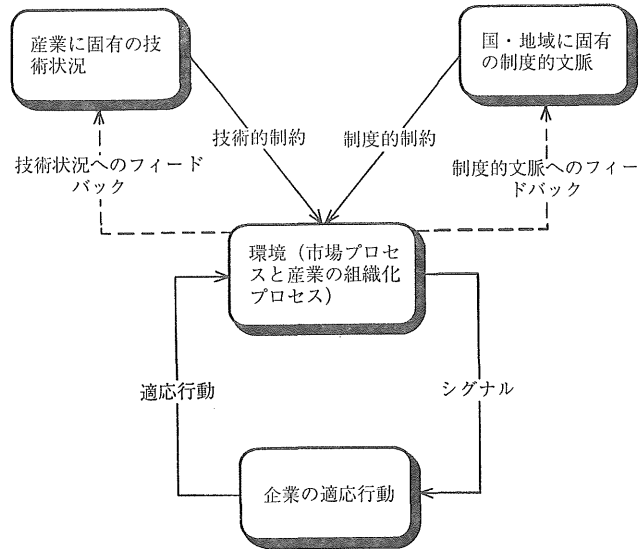 産業に固有の技
術状況
国・地域に固有
の制度的文脈
技術的制約
制度的制約
技術状況へのフィード
バック
制度的文脈へのフィー
ドバック
環境（市場プロセ
スと産業の組織化
プロセス）
適応行動
シグナル
企業の適応行動